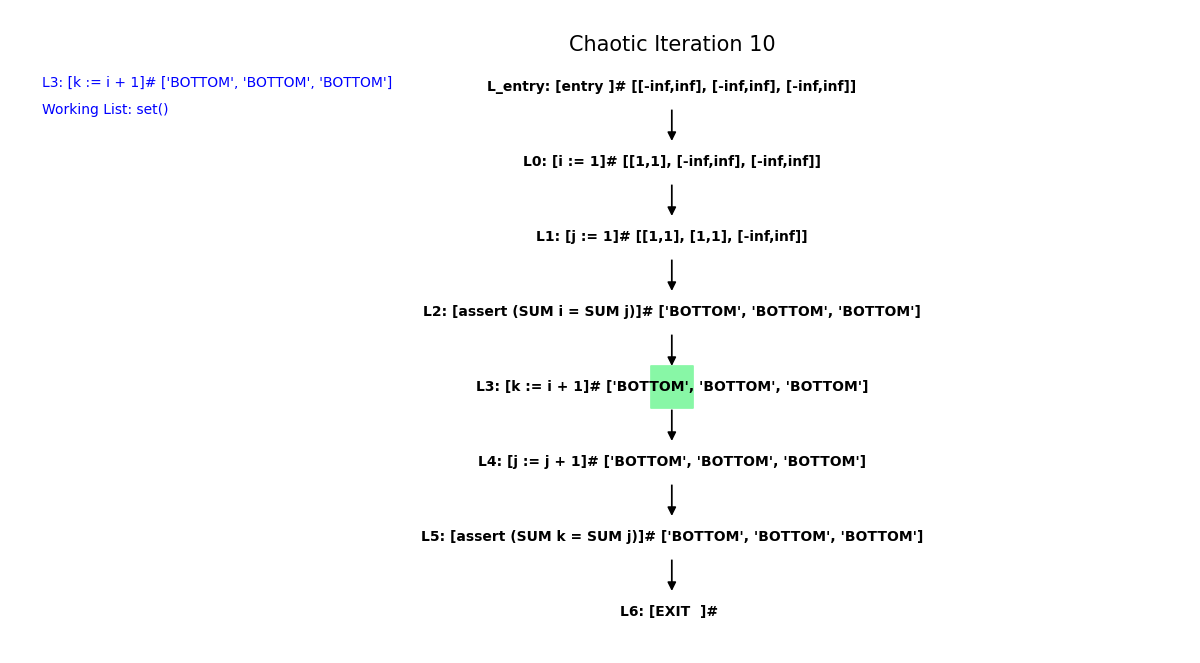 Chaotic Iteration 10
L3: [k := i + 1]# ['BOTTOM', 'BOTTOM', 'BOTTOM']
Working List: set()
L_entry: [entry ]# [[-inf,inf], [-inf,inf], [-inf,inf]]
L0: [i := 1]# [[1,1], [-inf,inf], [-inf,inf]]
L1: [j := 1]# [[1,1], [1,1], [-inf,inf]]
L2: [assert (SUM i = SUM j)]# ['BOTTOM', 'BOTTOM', 'BOTTOM']
L3: [k := i + 1]# ['BOTTOM', 'BOTTOM', 'BOTTOM']
L4: [j := j + 1]# ['BOTTOM', 'BOTTOM', 'BOTTOM']
L5: [assert (SUM k = SUM j)]# ['BOTTOM', 'BOTTOM', 'BOTTOM']
L6: [EXIT  ]#